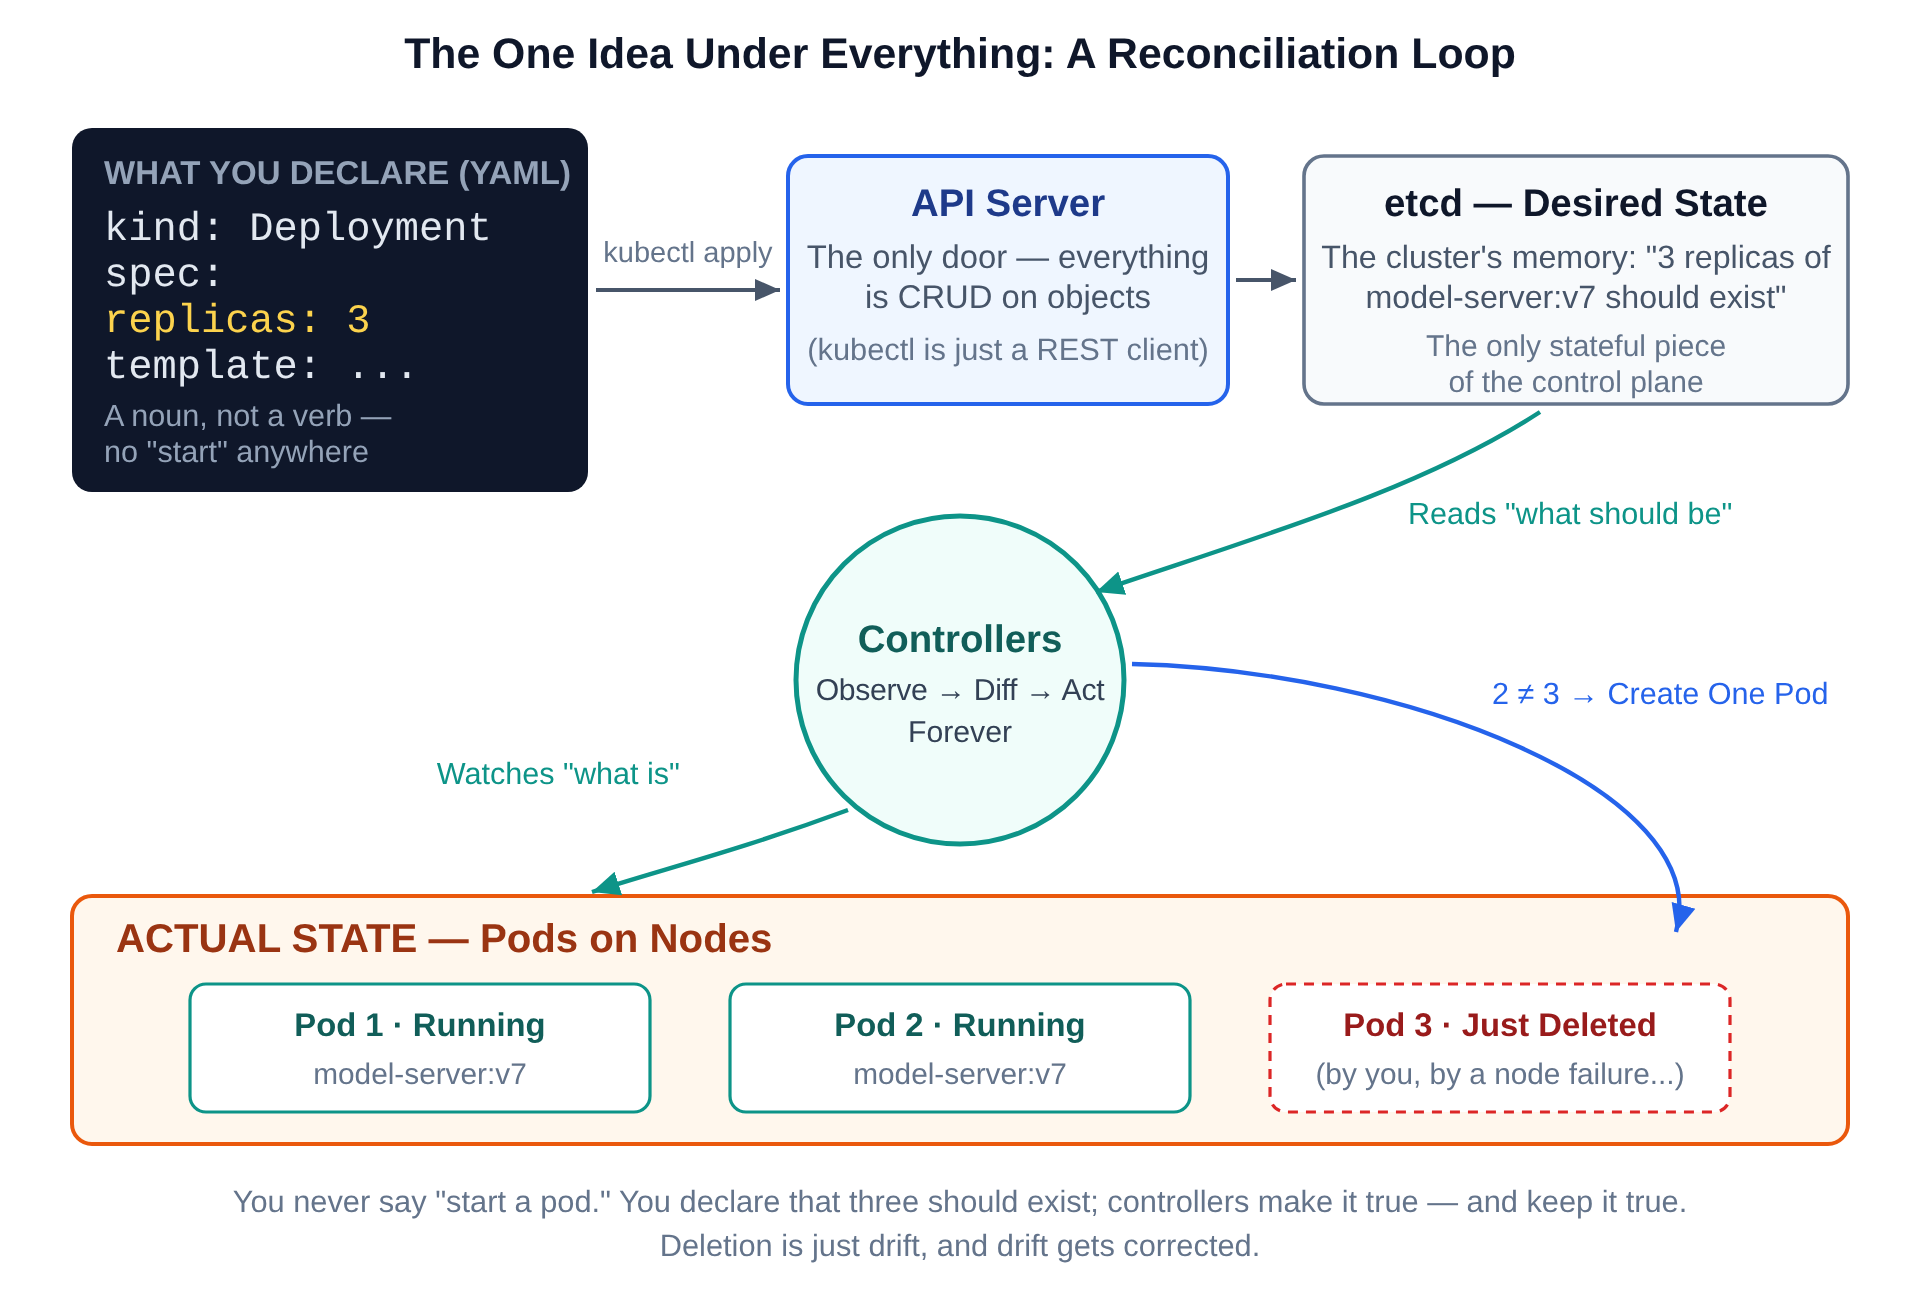 The One Idea Under Everything: A Reconciliation Loop
WHAT YOU DECLARE (YAML)
kind: Deployment
spec:
replicas: 3
template: ...
A noun, not a verb —
no "start" anywhere
kubectl apply
API Server
The only door — everything
is CRUD on objects
(kubectl is just a REST client)
etcd — Desired State
The cluster's memory: "3 replicas of
model-server:v7 should exist"
The only stateful piece
of the control plane
Reads "what should be"
Controllers
Observe → Diff → Act
Forever
2 ≠ 3 → Create One Pod
Watches "what is"
ACTUAL STATE — Pods on Nodes
Pod 1 · Running
model-server:v7
Pod 2 · Running
model-server:v7
Pod 3 · Just Deleted
(by you, by a node failure...)
You never say "start a pod." You declare that three should exist; controllers make it true — and keep it true.
Deletion is just drift, and drift gets corrected.